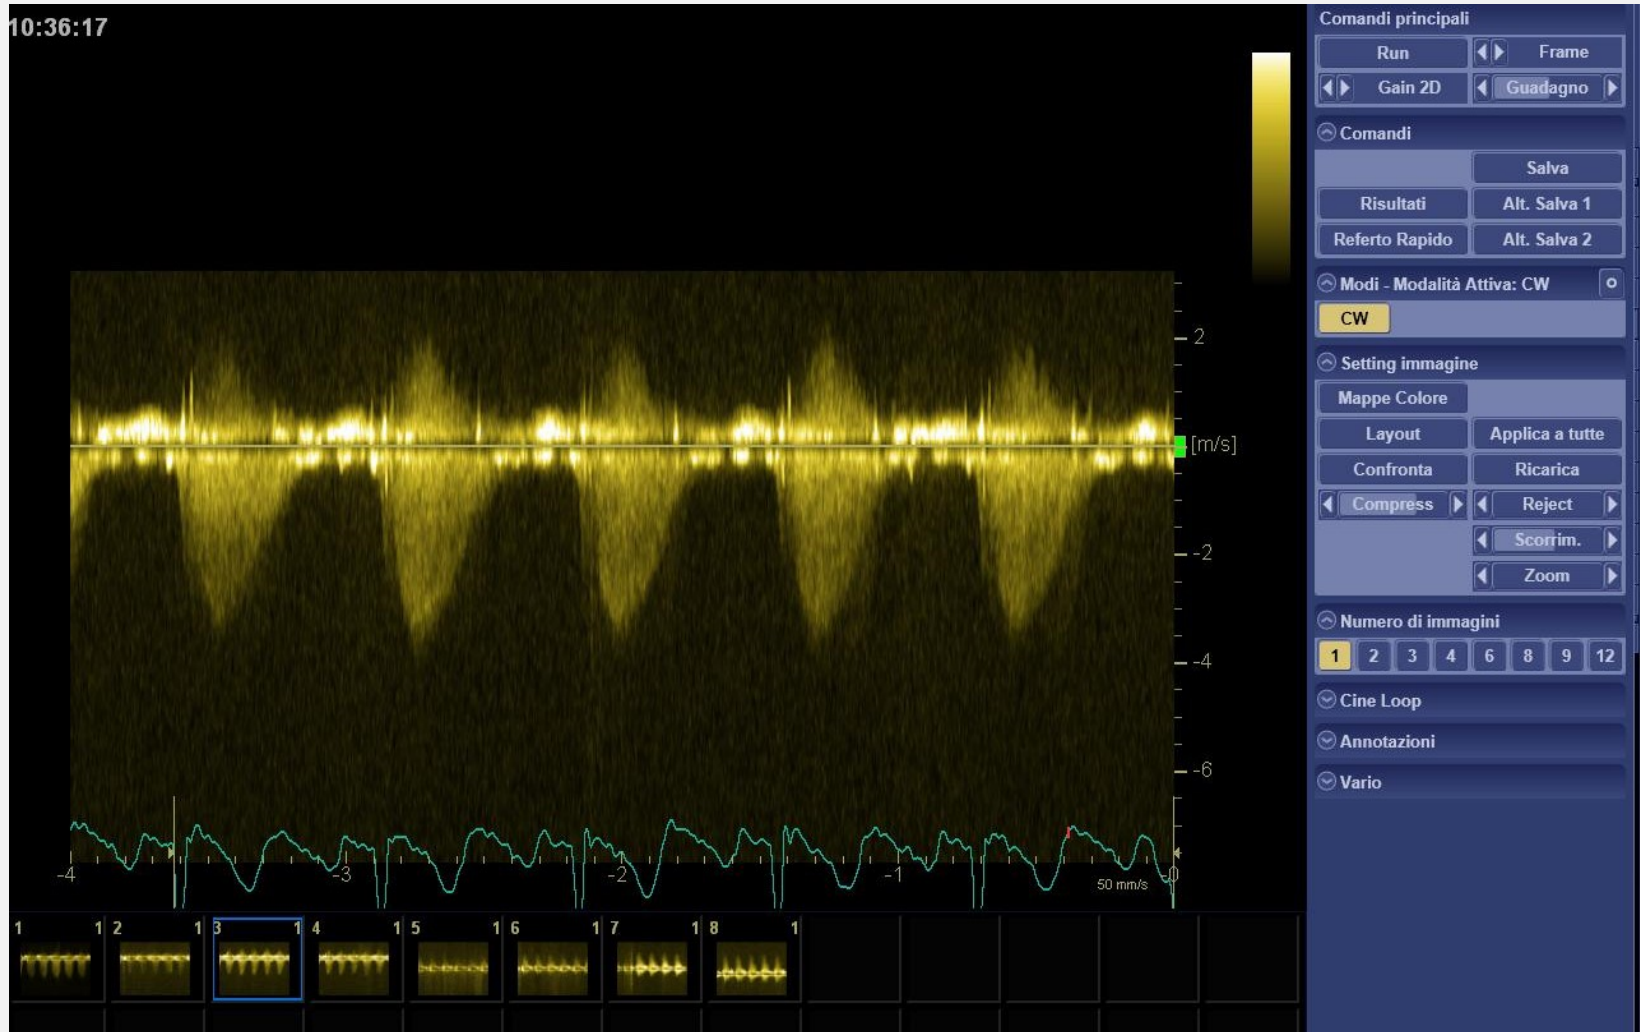 10:36:17
2
[m/s]
-2
-4
-6
-4
-3
-2
-1
-0
50 mm/s
1 1 2 1 3 1 4 1 5 1 6 1 7 1 8 1
Comandi principali
Run Frame
Gain 2D Guadagno
Comandi
Salva
Risultati Alt. Salva 1
Referto Rapido Alt. Salva 2
Modi - Modalità Attiva: CW
CW
Setting immagine
Mappe Colore
Layout Applica a tutte
Confronta Ricarica
Compress Reject
Scorrim.
Zoom
Numero di immagini
1 2 3 4 6 8 9 12
Cine Loop
Annotazioni
Vario